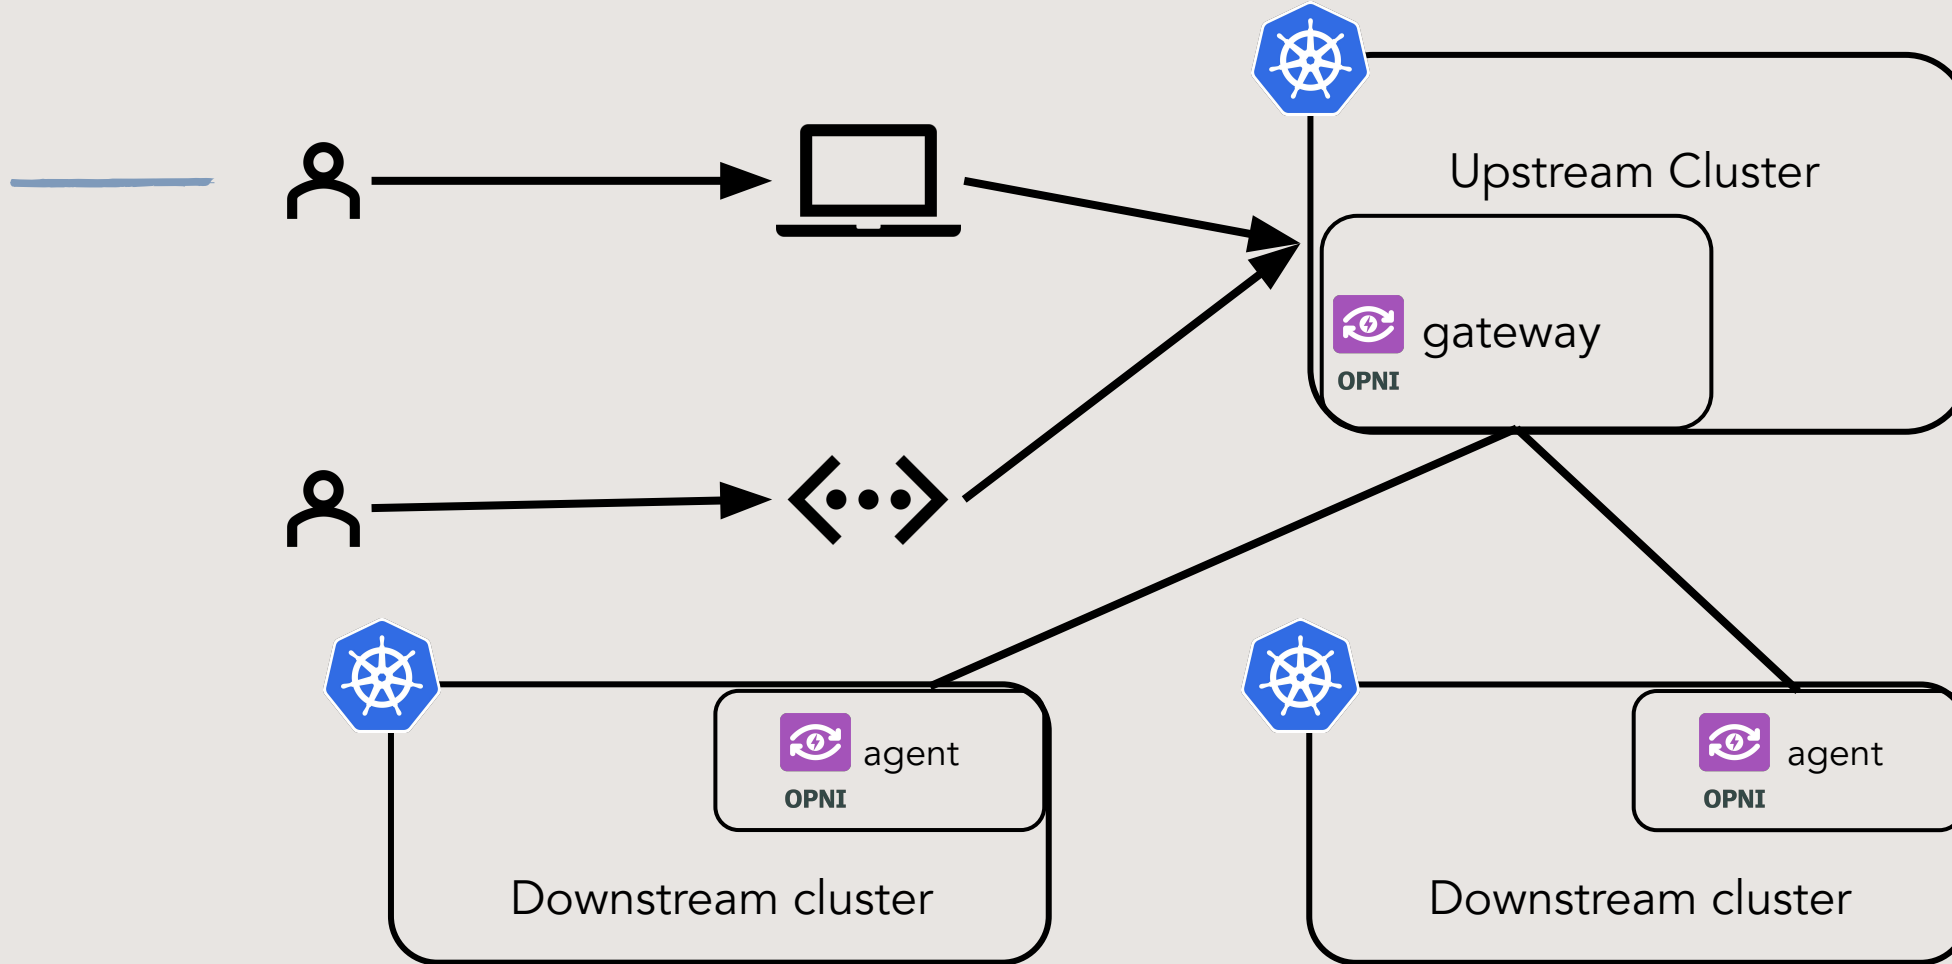 Upstream Cluster
gateway
OPNI
agent
OPNI
Downstream cluster
agent
OPNI
Downstream cluster